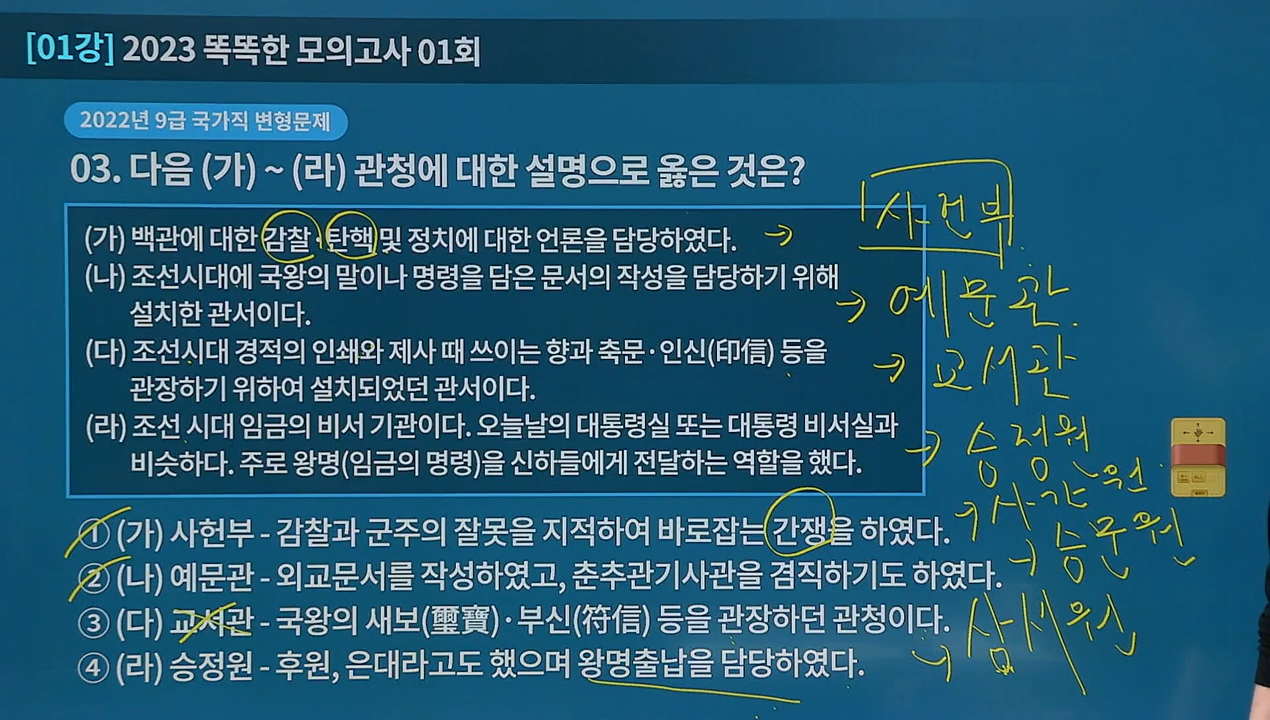 [01강] 2023 똑똑한 모의고사 01회
2022년 9급 국가직 변형문제
03. 다음 (가) ~ (라) 관청에 대한 설명으로 옳은 것은?
(가) 백관에 대한 감찰·탄핵 및 정치에 대한 언론을 담당하였다. → 사헌부
(나) 조선시대에 국왕의 말이나 명령을 담은 문서의 작성을 담당하기 위해
설치한 관서이다. → 예문관
(다) 조선시대 경적의 인쇄와 제사 때 쓰이는 향과 축문·인신(印信) 등을
관장하기 위하여 설치되었던 관서이다. → 교서관
(라) 조선 시대 임금의 비서 기관이다. 오늘날의 대통령실 또는 대통령 비서실과
비슷하다. 주로 왕명(임금의 명령)을 신하들에게 전달하는 역할을 했다. → 승정원
① (가) 사헌부 - 감찰과 군주의 잘못을 지적하여 바로잡는 간쟁을 하였다. → 사간원
② (나) 예문관 - 외교문서를 작성하였고, 춘추관기사관을 겸직하기도 하였다. → 승문원
③ (다) 교서관 - 국왕의 새보(璽寶)·부신(符信) 등을 관장하던 관청이다. →
④ (라) 승정원 - 후원, 은대라고도 했으며 왕명출납을 담당하였다.